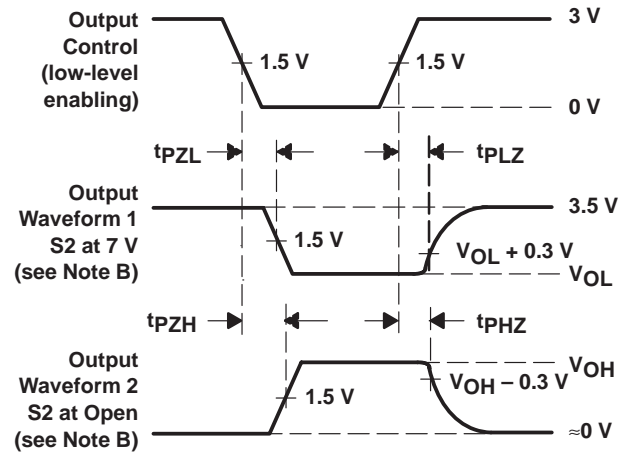 Output
Control
(low-level
enabling)
3 V
1.5 V
1.5 V
0 V
tPZL
tPLZ
Output
Waveform 1
S2 at 7 V
(see Note B)
3.5 V
1.5 V
VOL + 0.3 V
VOL
tPZH
tPHZ
Output
Waveform 2
S2 at Open
(see Note B)
VOH
VOH – 0.3 V
1.5 V
≈0 V